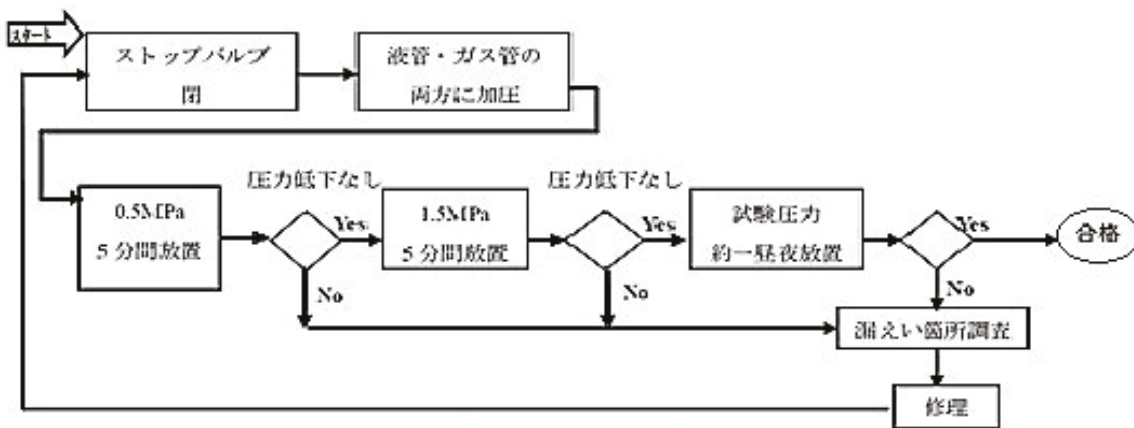 スタート
ストップバルブ
閉
液管・ガス管の
両方に加圧
圧力低下なし
圧力低下なし
0.5MPa
5分間放置
Yes
1.5MPa
5分間放置
Yes
試験圧力
約一昼夜放置
Yes
合格
No
No
No
漏えい箇所調査
修理